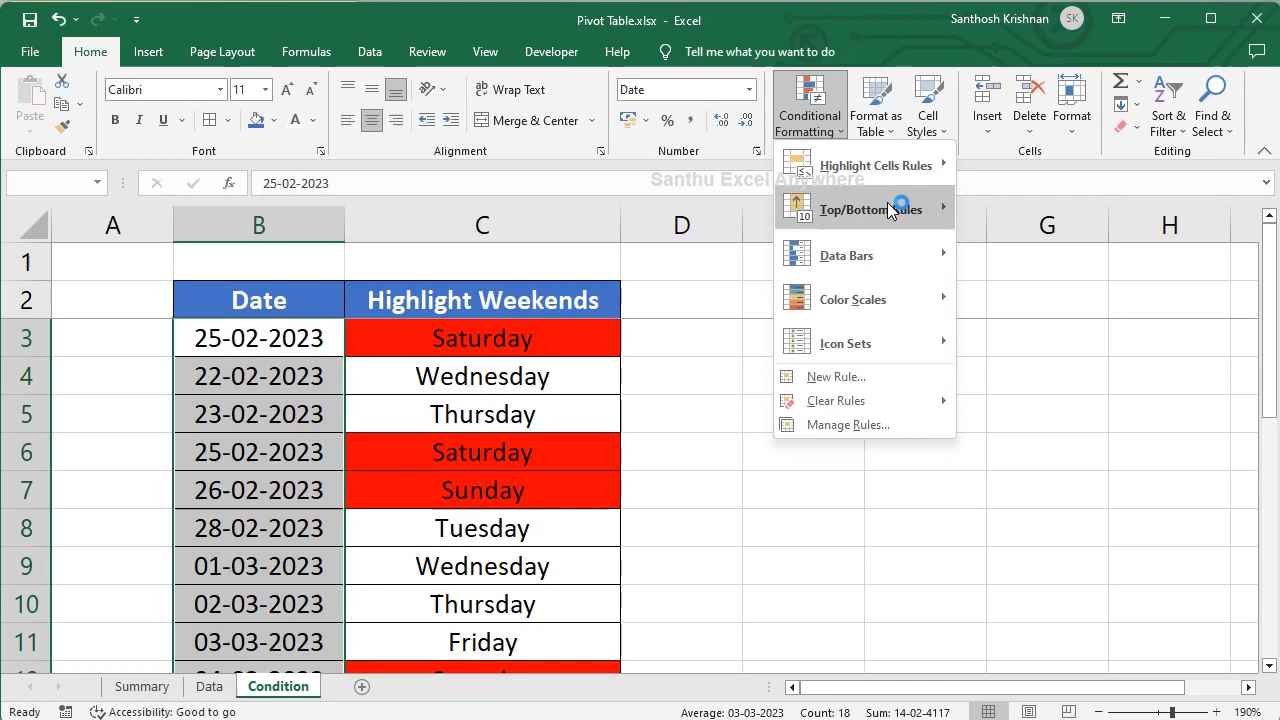 Pivot Table.xlsx - Excel
Santhosh Krishnan SK
File Home Insert Page Layout Formulas Data Review View Developer Help Tell me what you want to do
Paste
Calibri 11
B I U A
Wrap Text
Merge & Center
Date
%
Conditional Formatting
Format as Table
Cell Styles
Insert Delete Format
Sort & Filter
Find & Select
Clipboard Font Alignment Number Cells Editing
fx 25-02-2023
Santhu Excel Anywhere
Highlight Cells Rules
Top/Bottom Rules
Data Bars
Color Scales
Icon Sets
New Rule...
Clear Rules
Manage Rules...
A B C D G H
1
2 Date Highlight Weekends
3 25-02-2023 Saturday
4 22-02-2023 Wednesday
5 23-02-2023 Thursday
6 25-02-2023 Saturday
7 26-02-2023 Sunday
8 28-02-2023 Tuesday
9 01-03-2023 Wednesday
10 02-03-2023 Thursday
11 03-03-2023 Friday
Summary Data Condition
Ready Accessibility: Good to go Average: 03-03-2023 Count: 18 Sum: 14-02-4117 190%